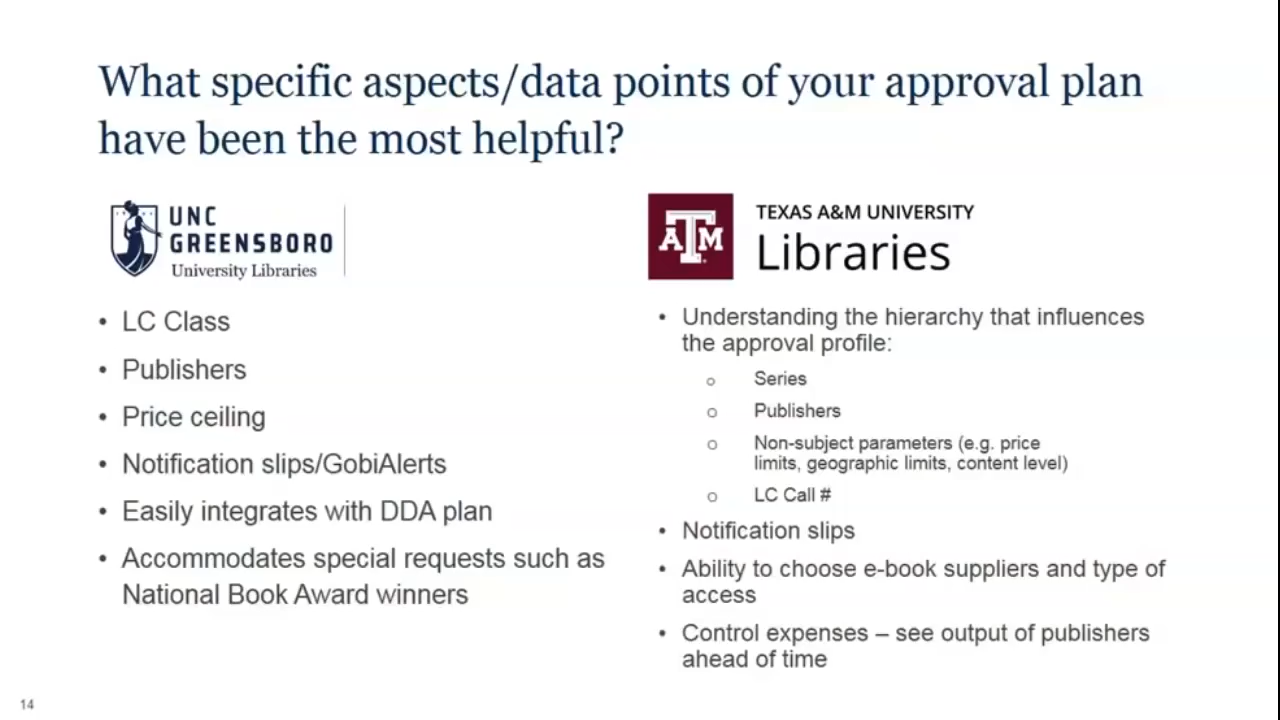 What specific aspects/data points of your approval plan
have been the most helpful?
UNC
GREENSBORO
University Libraries
• LC Class
• Publishers
• Price ceiling
• Notification slips/GobiAlerts
• Easily integrates with DDA plan
• Accommodates special requests such as
National Book Award winners
ATM
TEXAS A&M UNIVERSITY
Libraries
• Understanding the hierarchy that influences
the approval profile:
o Series
o Publishers
o Non-subject parameters (e.g. price
limits, geographic limits, content level)
o LC Call #
• Notification slips
• Ability to choose e-book suppliers and type of
access
• Control expenses – see output of publishers
ahead of time
14